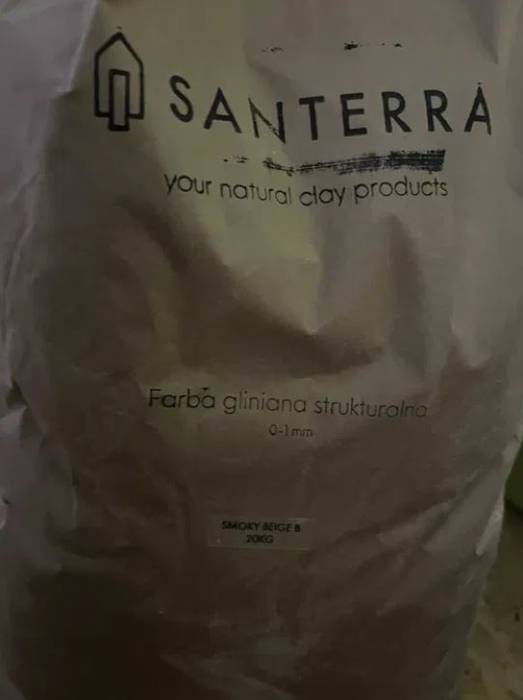 SANTERRA
your natural clay products
Farba gliniana strukturalna
0-1 mm
SMOKY BEIGE B
20KG